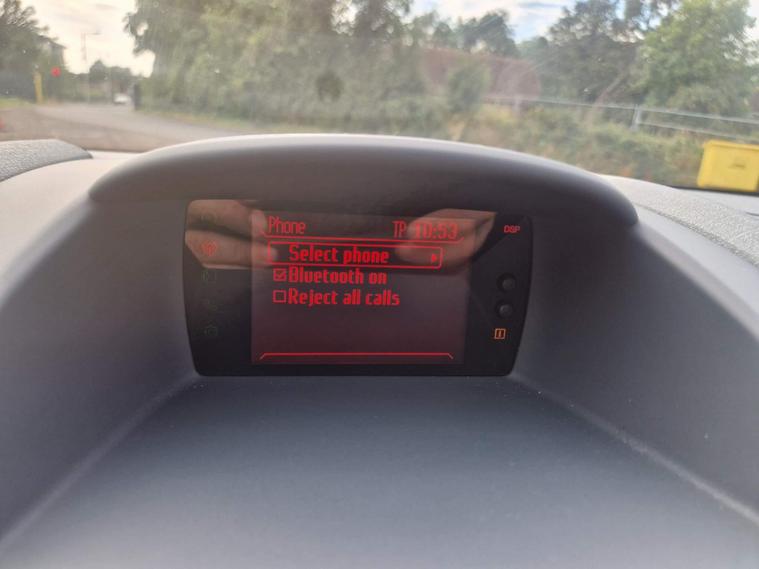 Phone TP 10:53 DSP
Select phone
Bluetooth on
Reject all calls